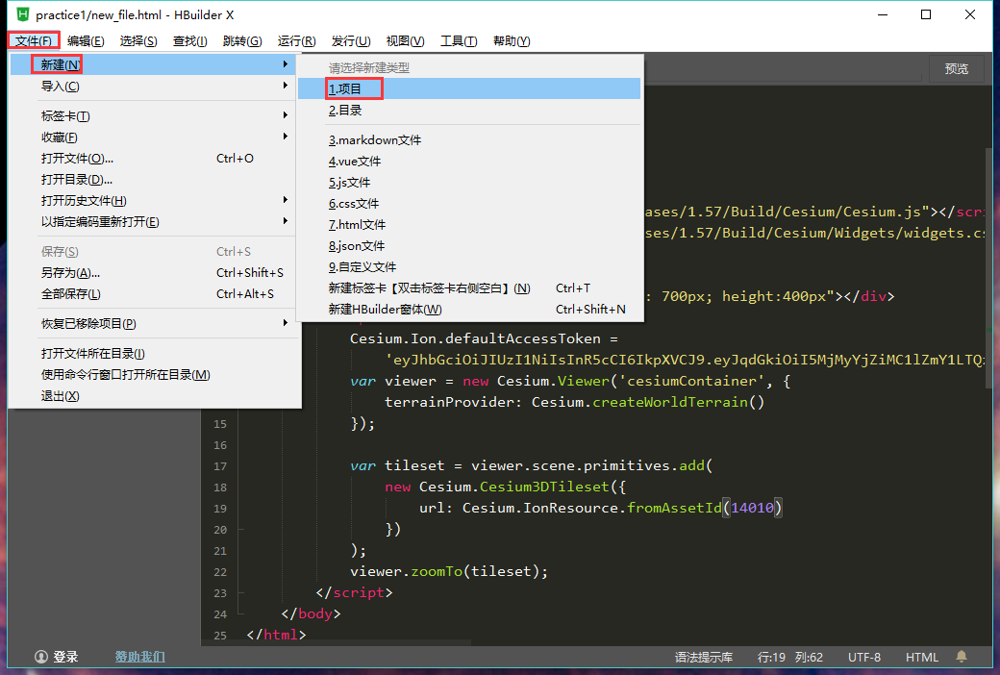 practice1/new_file.html - HBuilder X
文件(F) 编辑(E) 选择(S) 查找(I) 跳转(G) 运行(R) 发行(U) 视图(V) 工具(T) 帮助(Y)
新建(N)
导入(C)
标签卡(T)
收藏(F)
打开文件(O)... Ctrl+O
打开目录(D)...
打开历史文件(H)
以指定编码重新打开(E)
保存(S) Ctrl+S
另存为(A)... Ctrl+Shift+S
全部保存(L) Ctrl+Alt+S
恢复已移除项目(P)
打开文件所在目录(I)
使用命令行窗口打开所在目录(M)
退出(X)
请选择新建类型
1.项目
2.目录
3.markdown文件
4.vue文件
5.js文件
6.css文件
7.html文件
8.json文件
9.自定义文件
新建标签卡【双击标签卡右侧空白】(N) Ctrl+T
新建HBuilder窗体(W) Ctrl+Shift+N
预览
ases/1.57/Build/Cesium/Cesium.js"></scri
ses/1.57/Build/Cesium/Widgets/widgets.cs
: 700px; height:400px"></div>
Cesium.Ion.defaultAccessToken =
'eyJhbGciOiJIUzI1NiIsInR5cCI6IkpXVCJ9.eyJqdGkiOiI5MjMyYjZiMC1lZmY1LTQz
var viewer = new Cesium.Viewer('cesiumContainer', {
terrainProvider: Cesium.createWorldTerrain()
15 });
16
17 var tileset = viewer.scene.primitives.add(
18 new Cesium.Cesium3DTileset({
19 url: Cesium.IonResource.fromAssetId(14010)
20 })
21 );
22 viewer.zoomTo(tileset);
23 </script>
24 </body>
25 </html>
登录 赞助我们 语法提示库 行:19 列:62 UTF-8 HTML